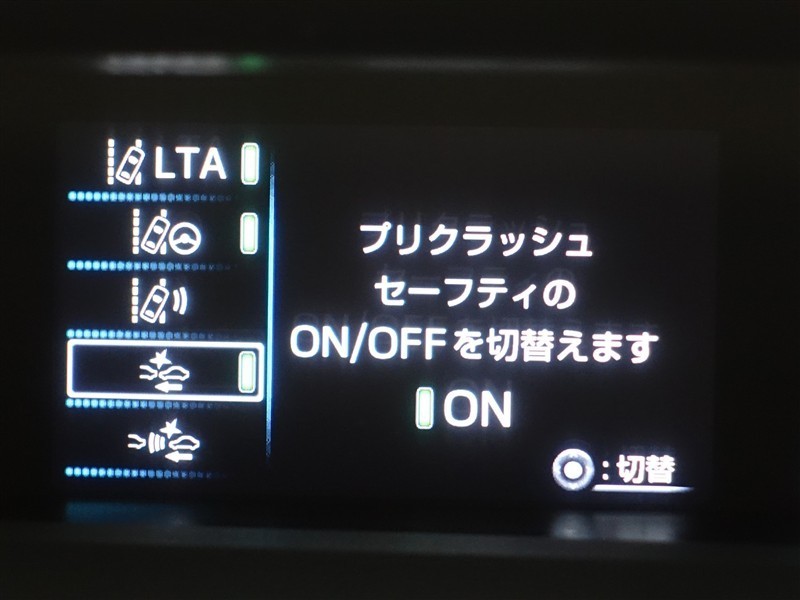 LTA
プリクラッシュ
セーフティの
ON/OFFを切替えます
ON
:切替